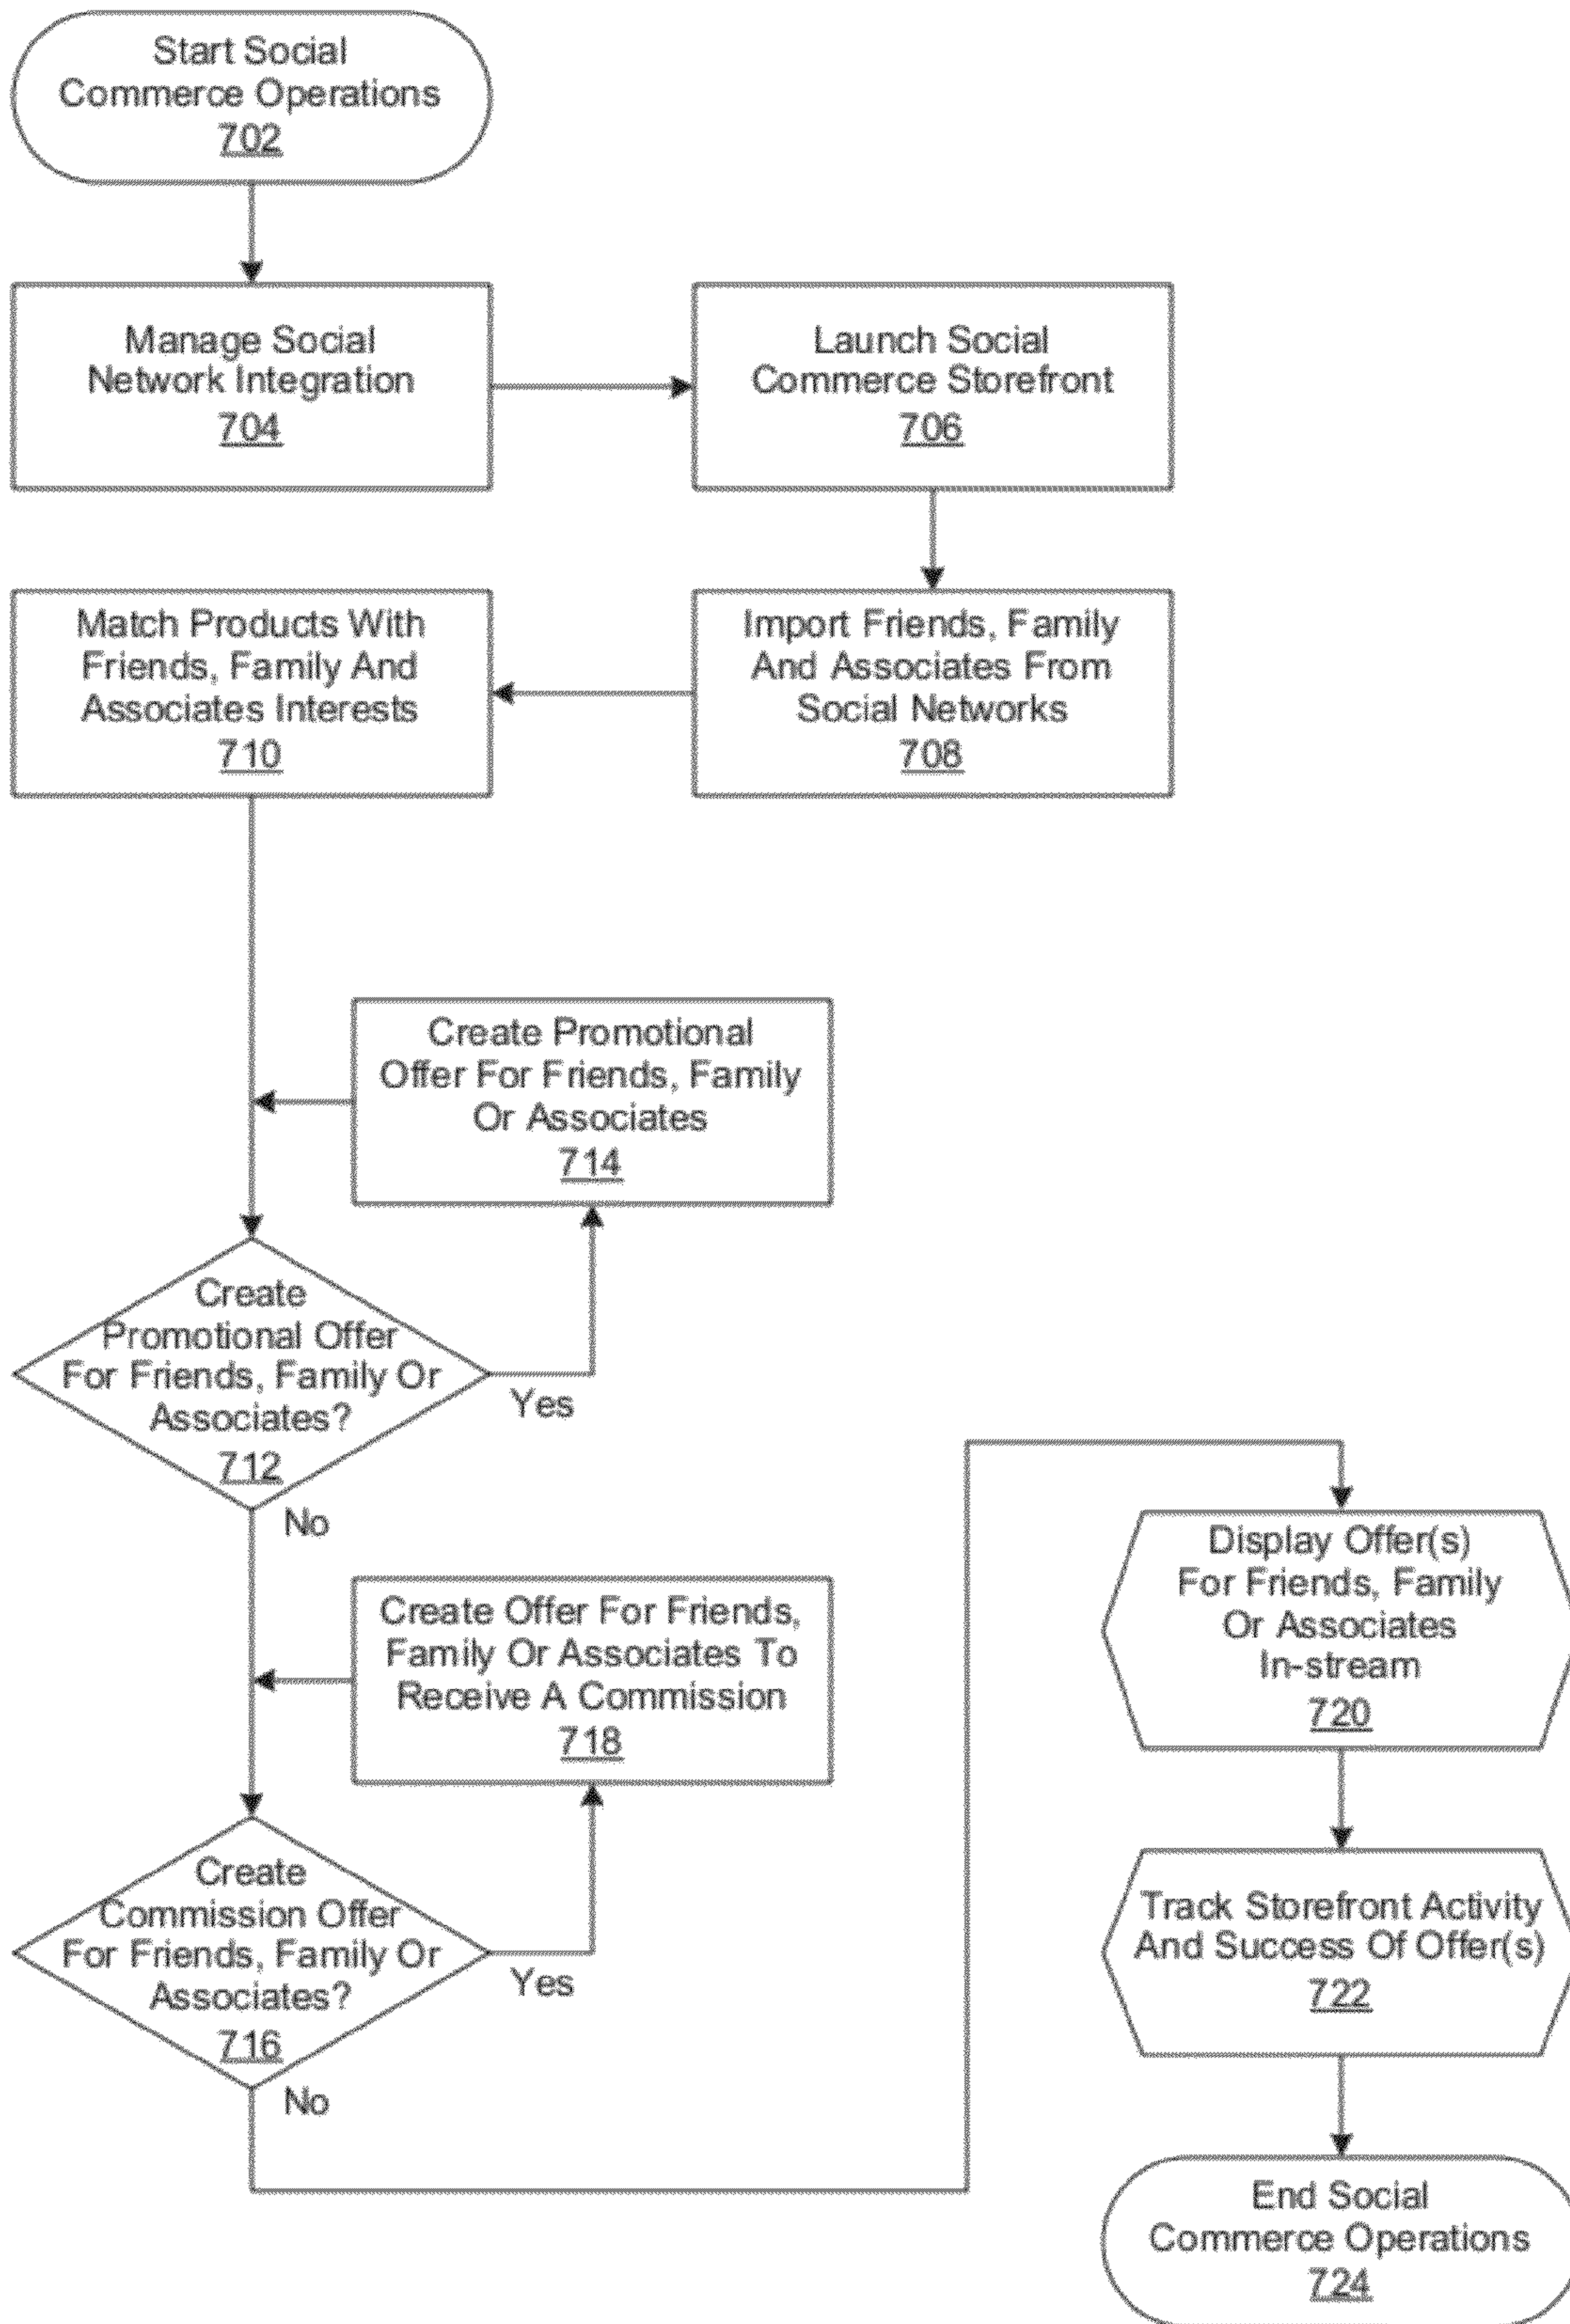 Start Social
Commerce Operations
702
Manage Social
Network Integration
704
Launch Social
Commerce Storefront
706
Match Products With
Friends, Family And
Associates Interests
710
Import Friends, Family
And Associates From
Social Networks
708
Create Promotional
Offer For Friends, Family
Or Associates
714
Create
Promotional Offer
For Friends, Family Or
Associates?
712
Yes
No
Create Offer For Friends,
Family Or Associates To
Receive A Commission
718
Create
Commission Offer
For Friends, Family Or
Associates?
716
Yes
No
Display Offer(s)
For Friends, Family
Or Associates
In-stream
720
Track Storefront Activity
And Success Of Offer(s)
722
End Social
Commerce Operations
724